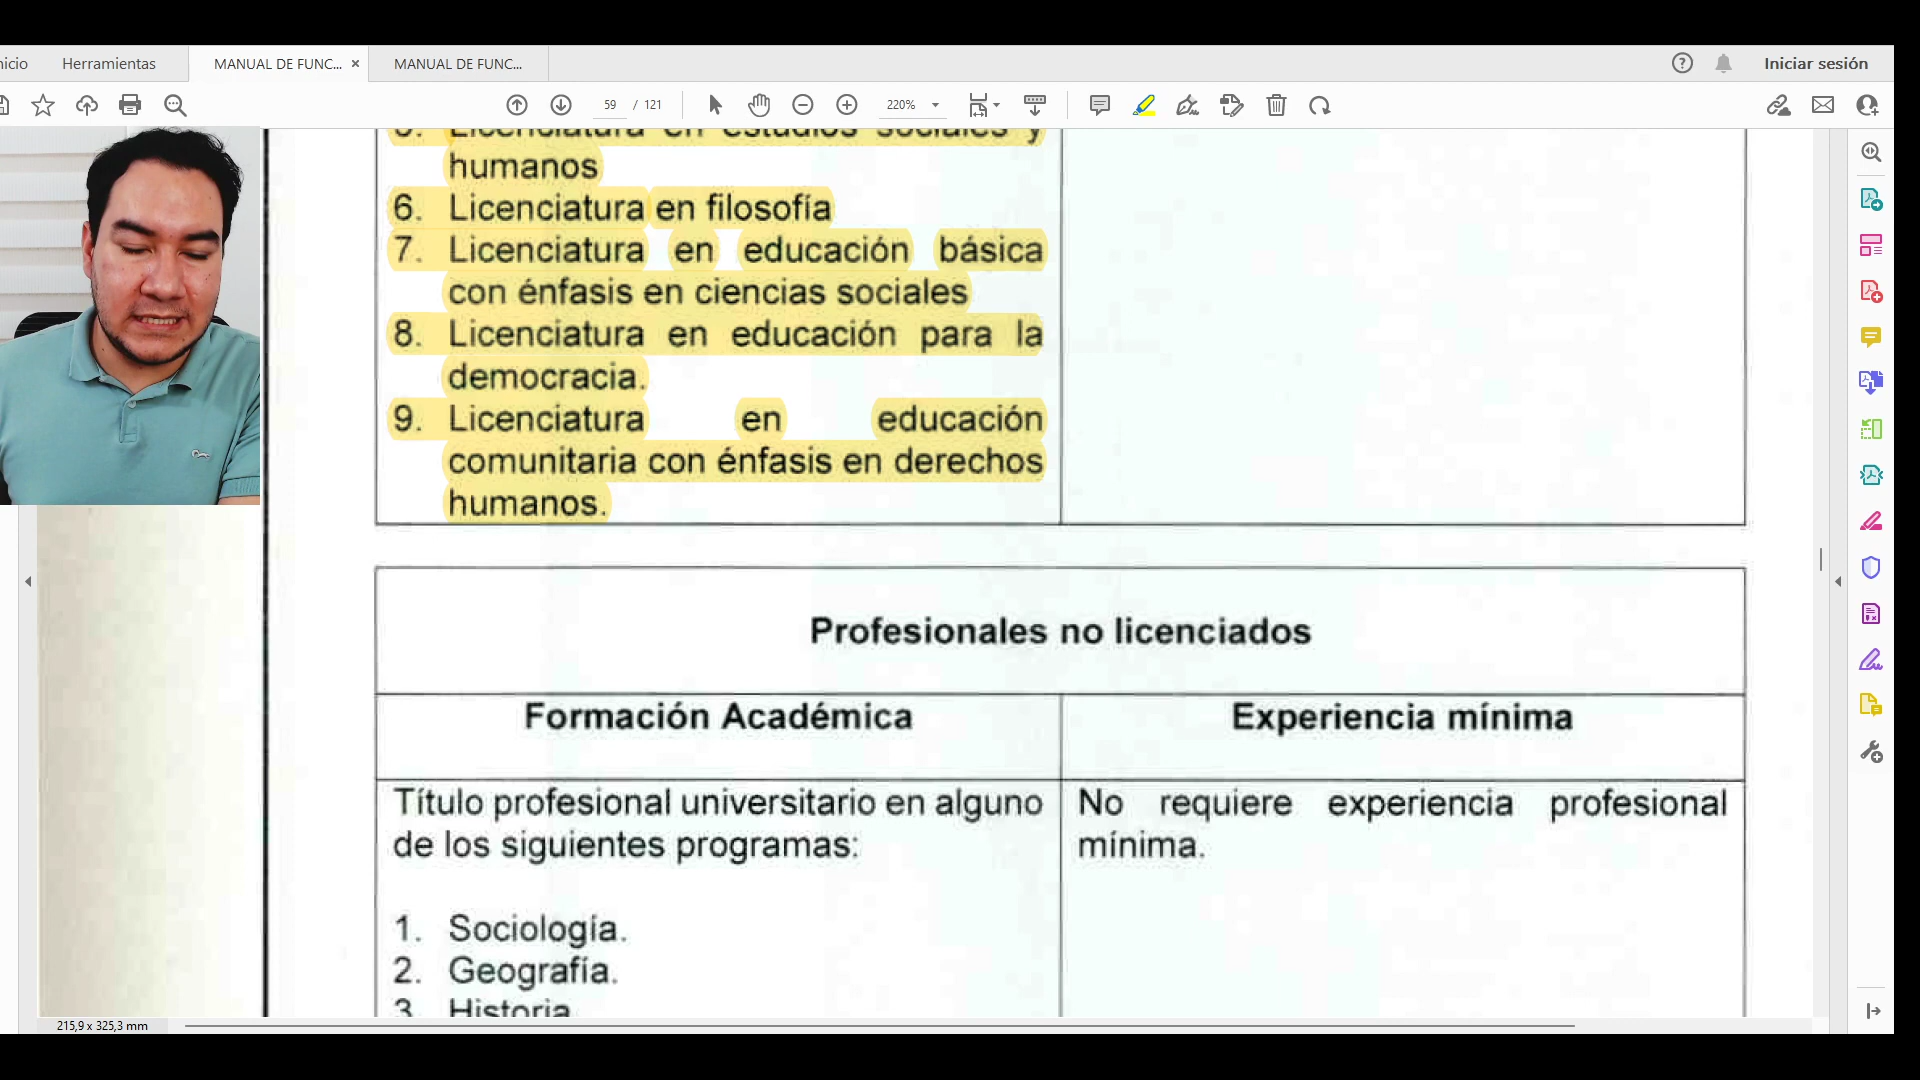 Herramientas
MANUAL DE FUNC... ×
MANUAL DE FUNC...
Iniciar sesión
59 / 121
220%
humanos
6. Licenciatura en filosofía
7. Licenciatura en educación básica
con énfasis en ciencias sociales
8. Licenciatura en educación para la
democracia.
9. Licenciatura en educación
comunitaria con énfasis en derechos
humanos.
Profesionales no licenciados
Formación Académica
Experiencia mínima
Título profesional universitario en alguno
de los siguientes programas:
No requiere experiencia profesional
mínima.
1. Sociología.
2. Geografía.
3. Historia
215,9 x 325,3 mm